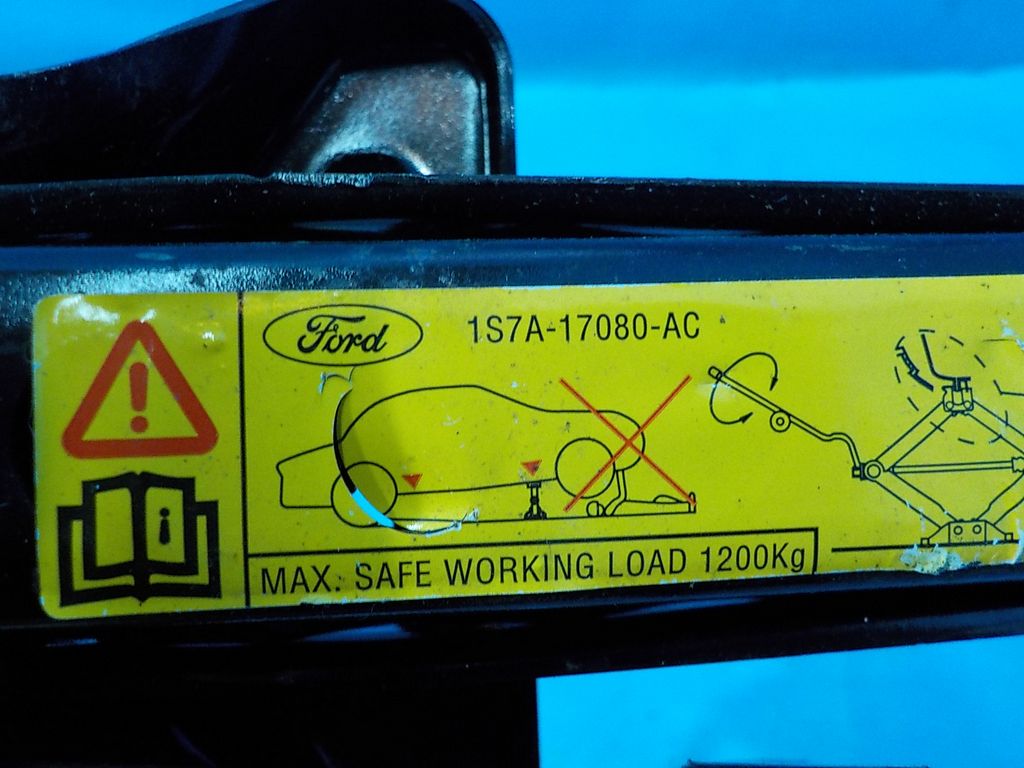 Ford
1S7A-17080-AC
MAX. SAFE WORKING LOAD 1200Kg